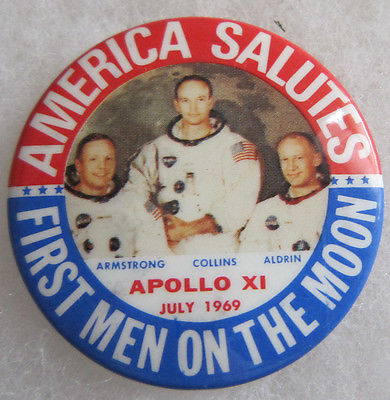 AMERICA SALUTES
ARMSTRONG COLLINS ALDRIN
APOLLO XI
JULY 1969
FIRST MEN ON THE MOON